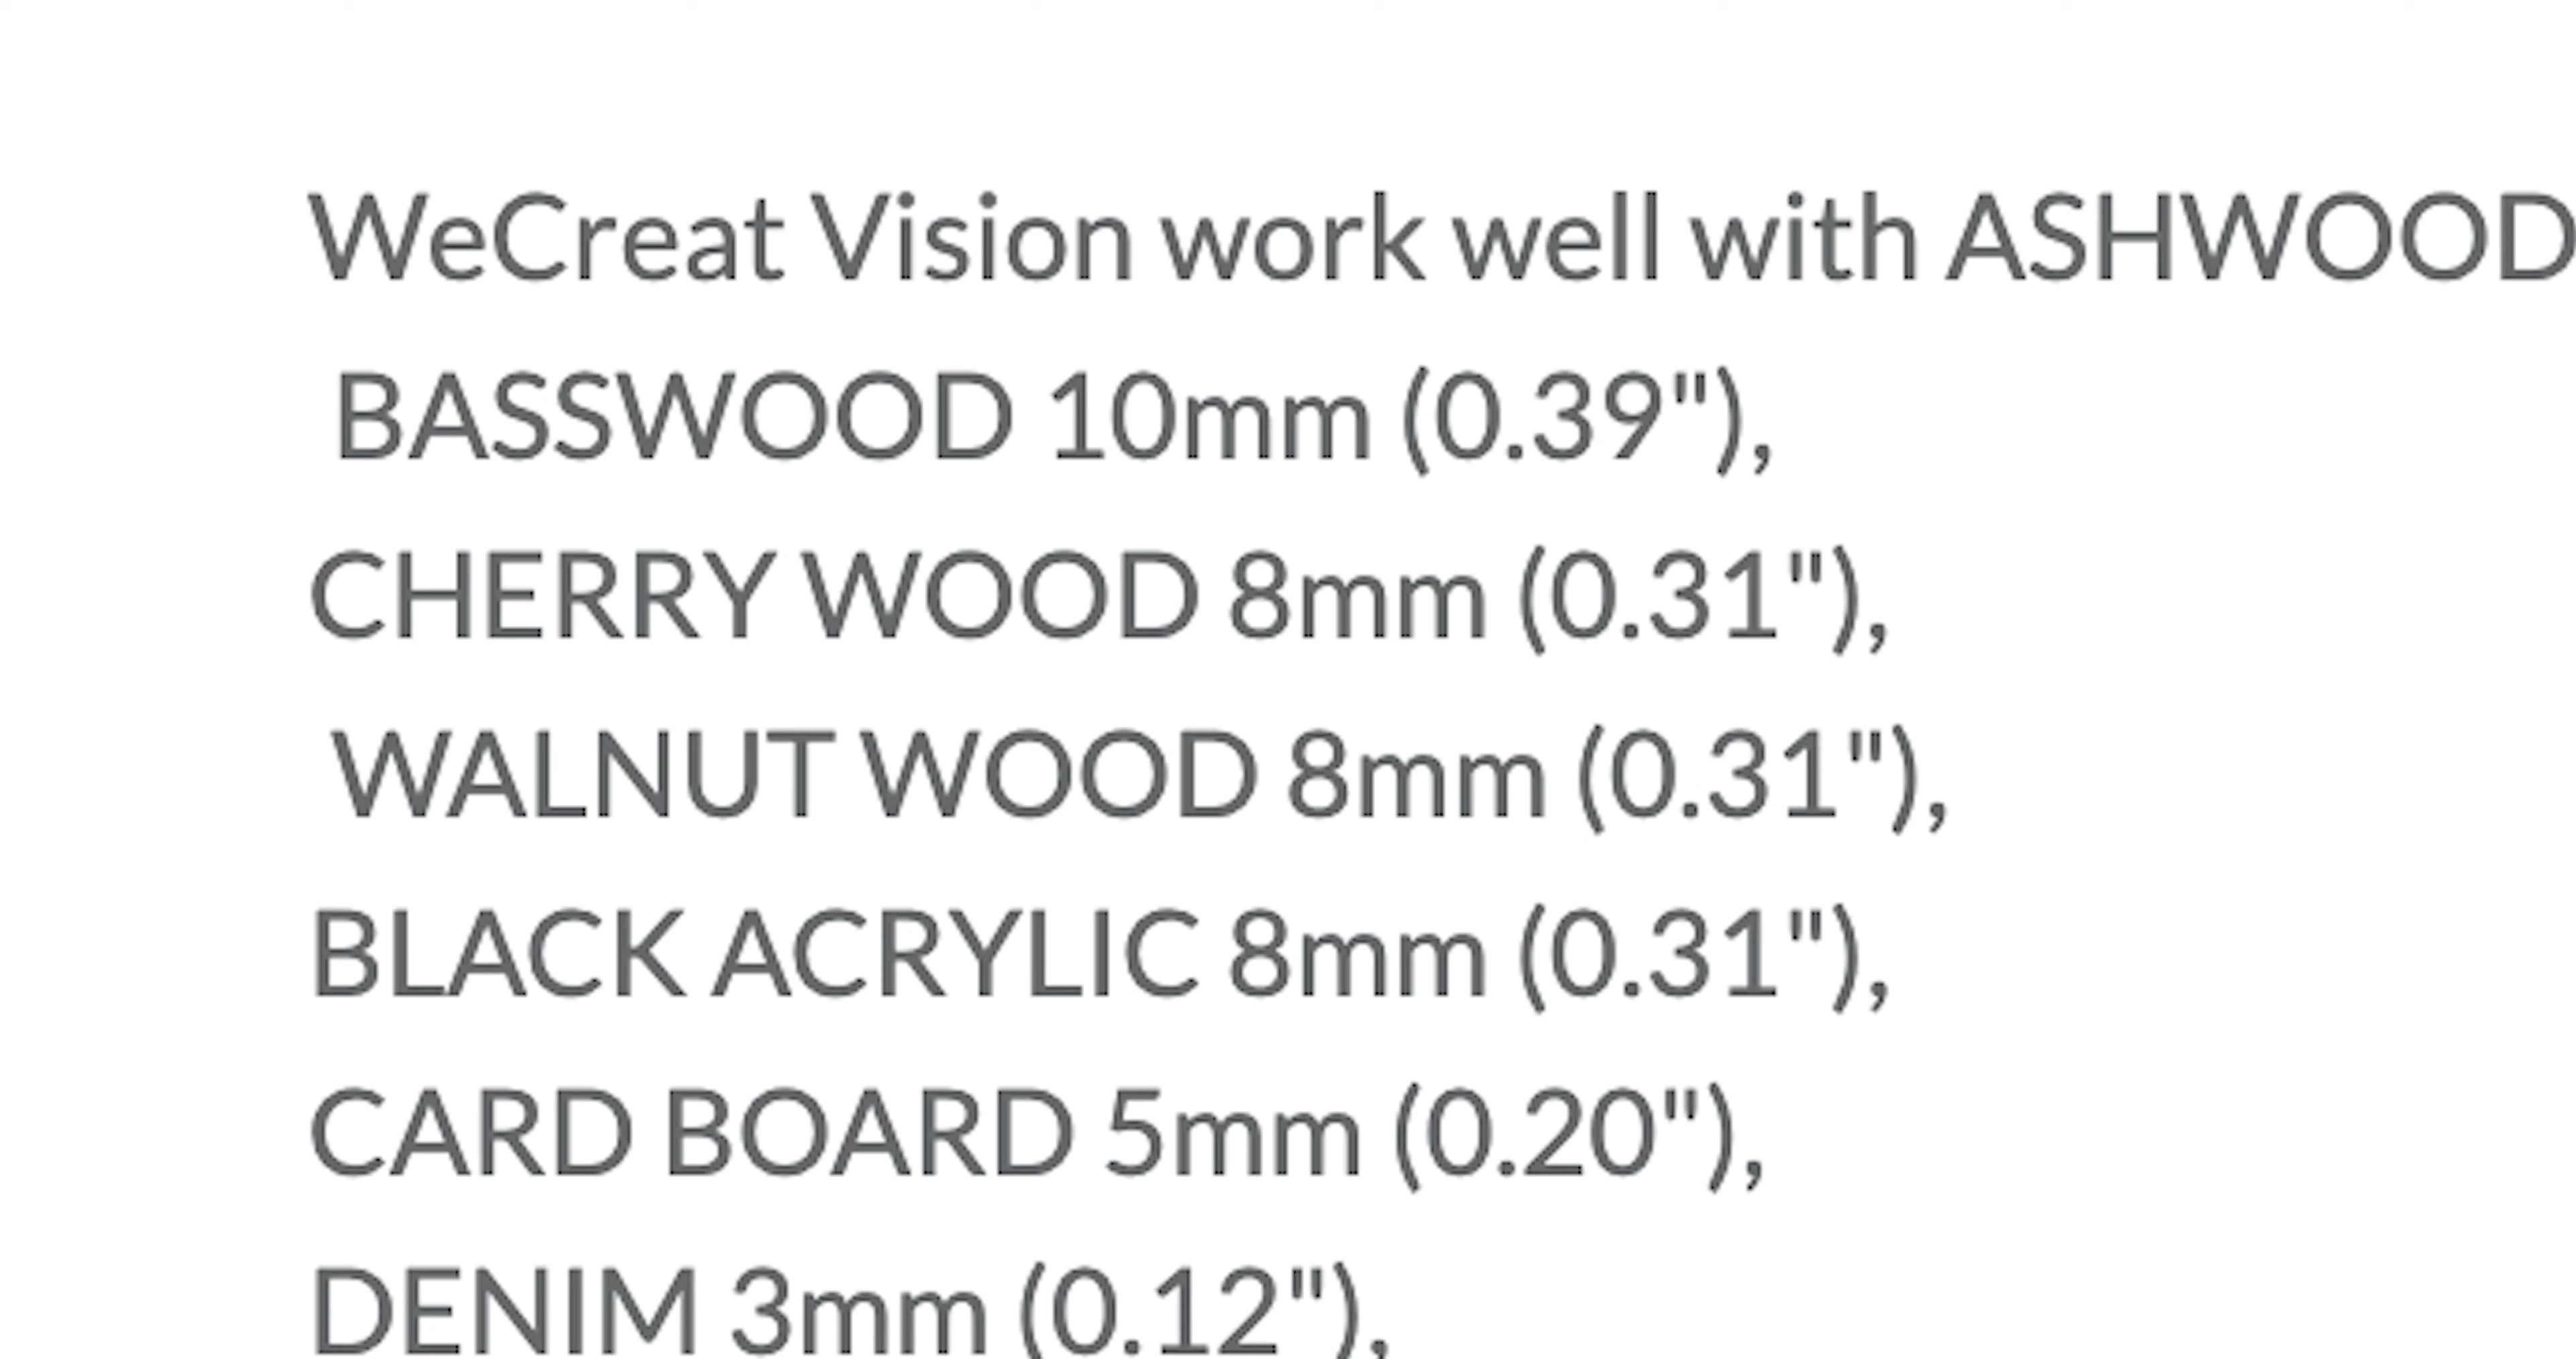 WeCreat Vision work well with ASHWOOD
BASSWOOD 10mm (0.39"),
CHERRY WOOD 8mm (0.31"),
WALNUT WOOD 8mm (0.31"),
BLACK ACRYLIC 8mm (0.31"),
CARD BOARD 5mm (0.20"),
DENIM 3mm (0.12"),